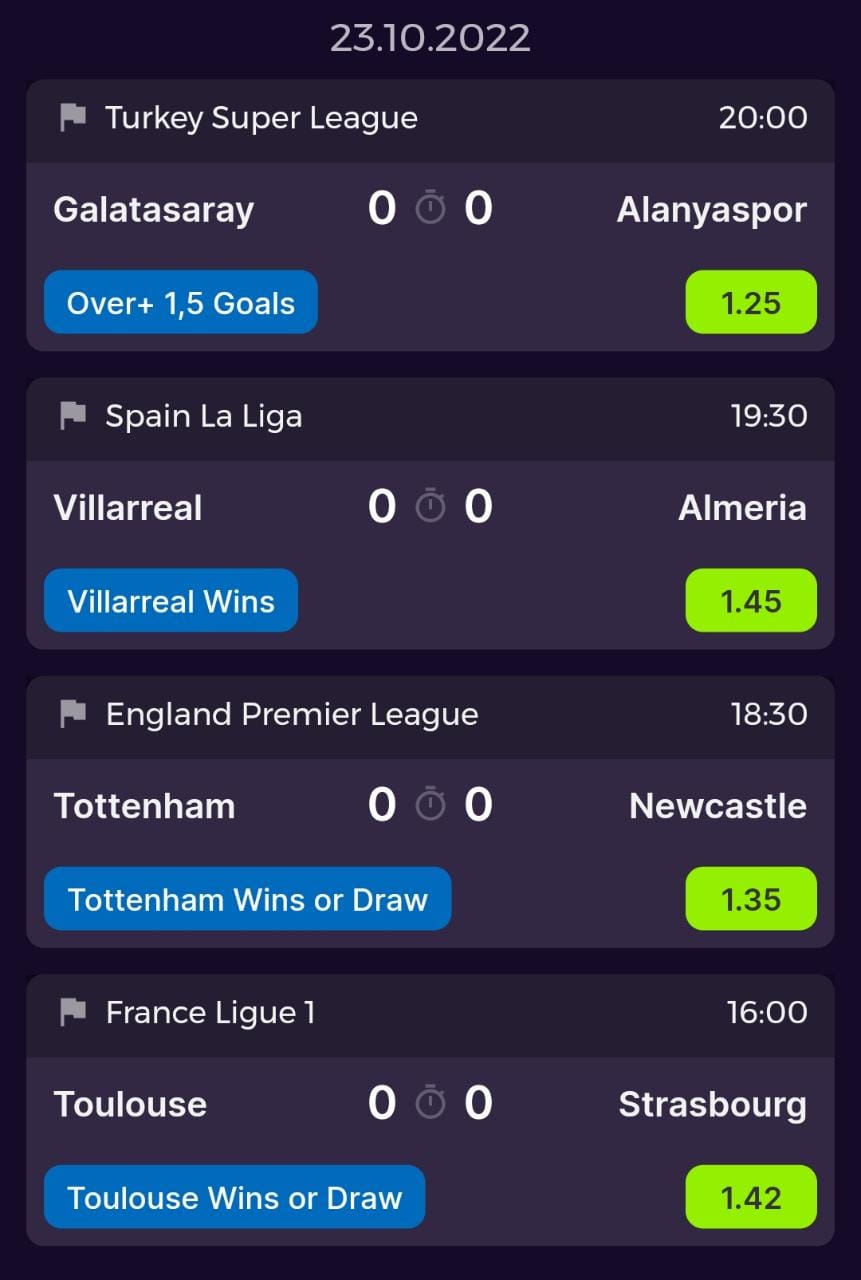 23.10.2022
Turkey Super League 20:00
Galatasaray 0 0 Alanyaspor
Over+ 1,5 Goals 1.25
Spain La Liga 19:30
Villarreal 0 0 Almeria
Villarreal Wins 1.45
England Premier League 18:30
Tottenham 0 0 Newcastle
Tottenham Wins or Draw 1.35
France Ligue 1 16:00
Toulouse 0 0 Strasbourg
Toulouse Wins or Draw 1.42